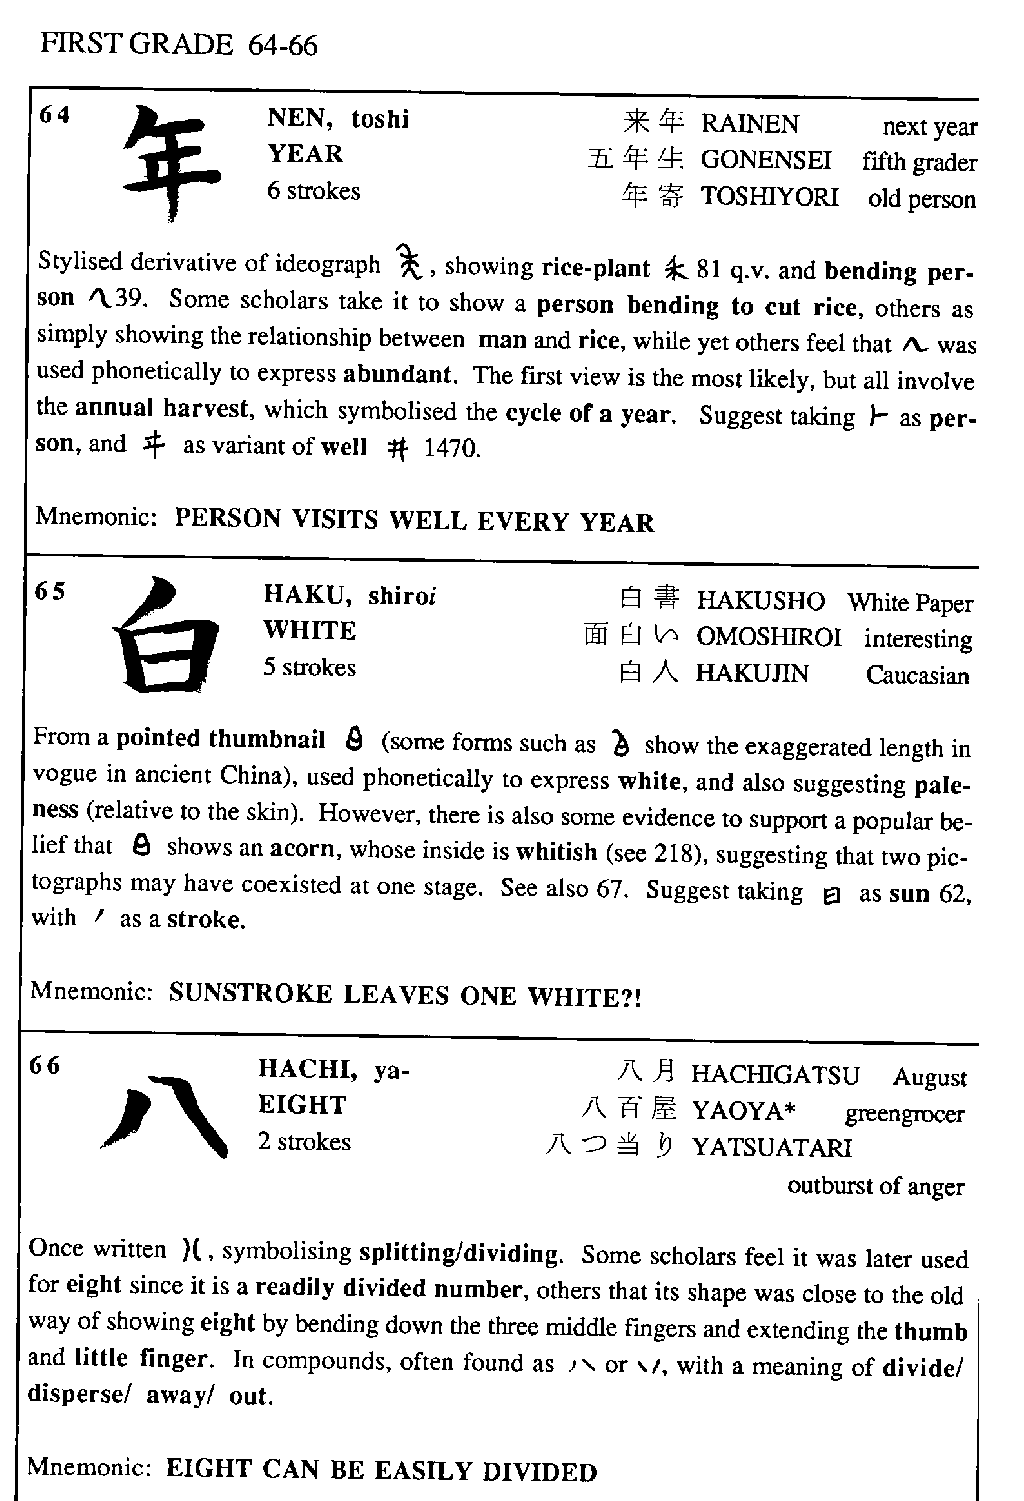 FIRST GRADE 64-66
64 年 NEN, toshi 来年 RAINEN next year
YEAR 五年生 GONENSEI fifth grader
6 strokes 年寄 TOSHIYORI old person
Stylised derivative of ideograph , showing rice-plant 81 q.v. and bending per-
son 39. Some scholars take it to show a person bending to cut rice, others as
simply showing the relationship between man and rice, while yet others feel that was
used phonetically to express abundant. The first view is the most likely, but all involve
the annual harvest, which symbolised the cycle of a year. Suggest taking as per-
son, and as variant of well 1470.
Mnemonic: PERSON VISITS WELL EVERY YEAR
65 白 HAKU, shiroi 白書 HAKUSHO White Paper
WHITE 面白い OMOSHIROI interesting
5 strokes 白人 HAKUJIN Caucasian
From a pointed thumbnail (some forms such as show the exaggerated length in
vogue in ancient China), used phonetically to express white, and also suggesting pale-
ness (relative to the skin). However, there is also some evidence to support a popular be-
lief that shows an acorn, whose inside is whitish (see 218), suggesting that two pic-
tographs may have coexisted at one stage. See also 67. Suggest taking 日 as sun 62,
with as a stroke.
Mnemonic: SUNSTROKE LEAVES ONE WHITE?!
66 八 HACHI, ya- 八月 HACHIGATSU August
EIGHT 八百屋 YAOYA* greengrocer
2 strokes 八つ当り YATSUATARI
outburst of anger
Once written )( , symbolising splitting/dividing. Some scholars feel it was later used
for eight since it is a readily divided number, others that its shape was close to the old
way of showing eight by bending down the three middle fingers and extending the thumb
and little finger. In compounds, often found as or , with a meaning of divide/
disperse/ away/ out.
Mnemonic: EIGHT CAN BE EASILY DIVIDED